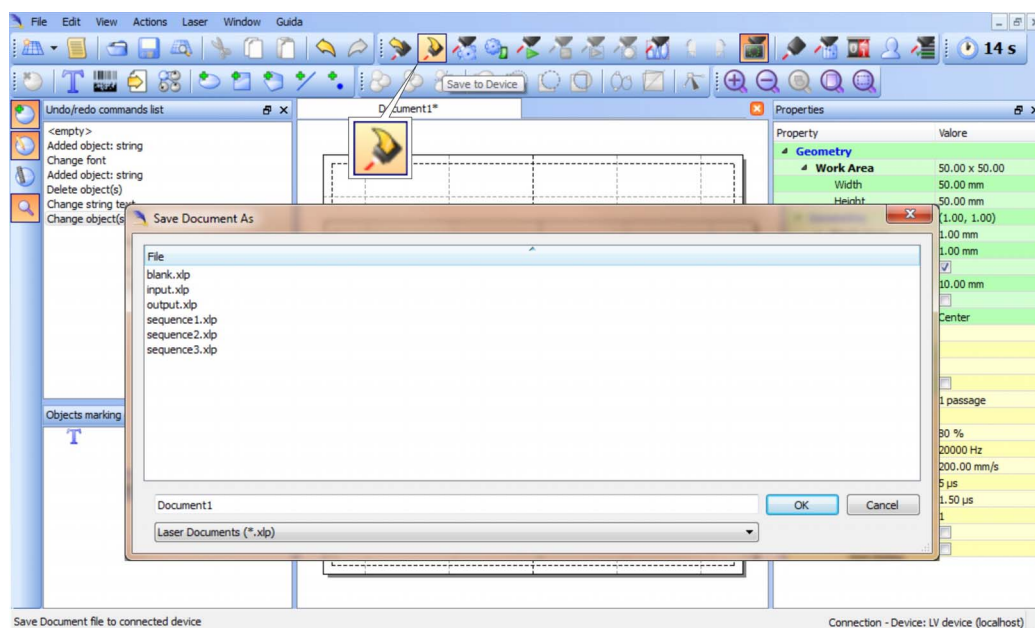 File Edit View Actions Laser Window Guida
14 s
T
Save to Device
Undo/redo commands list
<empty>
Added object: string
Change font
Added object: string
Delete object(s)
Change string text
Change object(s
Document1*
Properties
Property Valore
Geometry
Work Area 50.00 x 50.00
Width 50.00 mm
Height 50.00 mm
(1.00, 1.00)
1.00 mm
1.00 mm
10.00 mm
Center
1 passage
80 %
20000 Hz
200.00 mm/s
5 µs
1.50 µs
1
Save Document As
File
blank.xlp
input.xlp
output.xlp
sequence1.xlp
sequence2.xlp
sequence3.xlp
Document1
OK Cancel
Laser Documents (*.xlp)
Objects marking
T
Save Document file to connected device
Connection - Device: LV device (localhost)